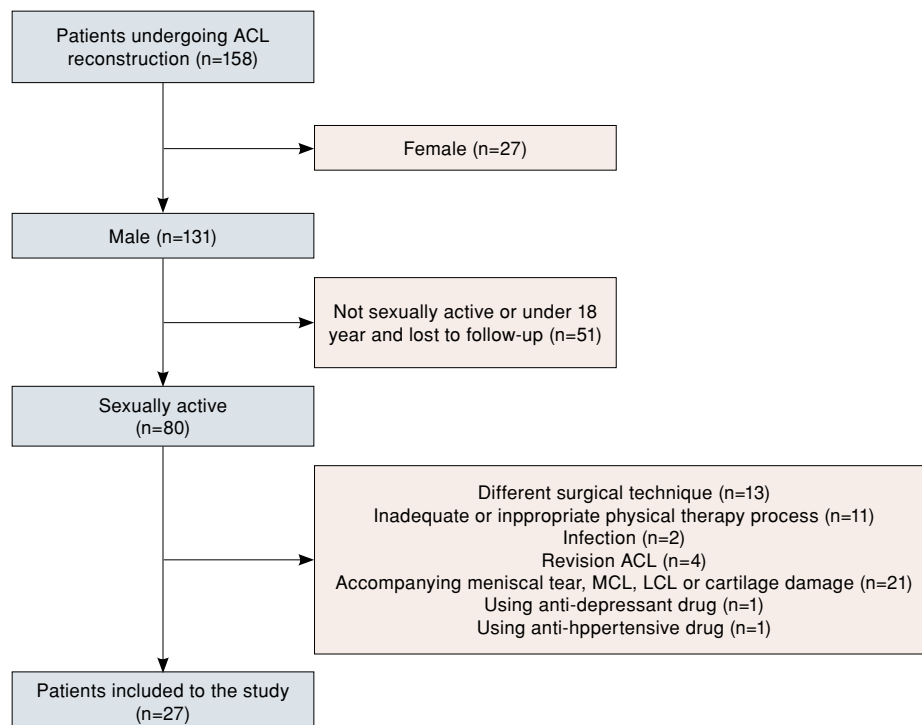 Patients undergoing ACL
reconstruction (n=158)
Female (n=27)
Male (n=131)
Not sexually active or under 18
year and lost to follow-up (n=51)
Sexually active
(n=80)
Different surgical technique (n=13)
Inadequate or inppropriate physical therapy process (n=11)
Infection (n=2)
Revision ACL (n=4)
Accompanying meniscal tear, MCL, LCL or cartilage damage (n=21)
Using anti-depressant drug (n=1)
Using anti-hppertensive drug (n=1)
Patients included to the study
(n=27)